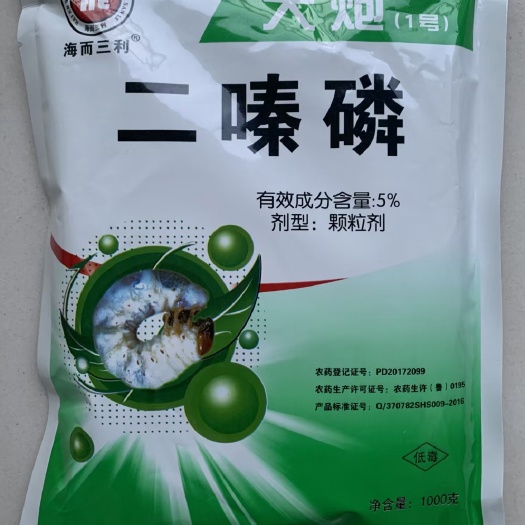 火炮(1号)
海而三利®
二嗪磷
有效成分含量:5%
剂型：颗粒剂
农药登记证号：PD20172099
农药生产许可证号：农药生许（鲁）0195
产品标准证号：Q/370782SHS009-2016
低毒
净含量：1000克